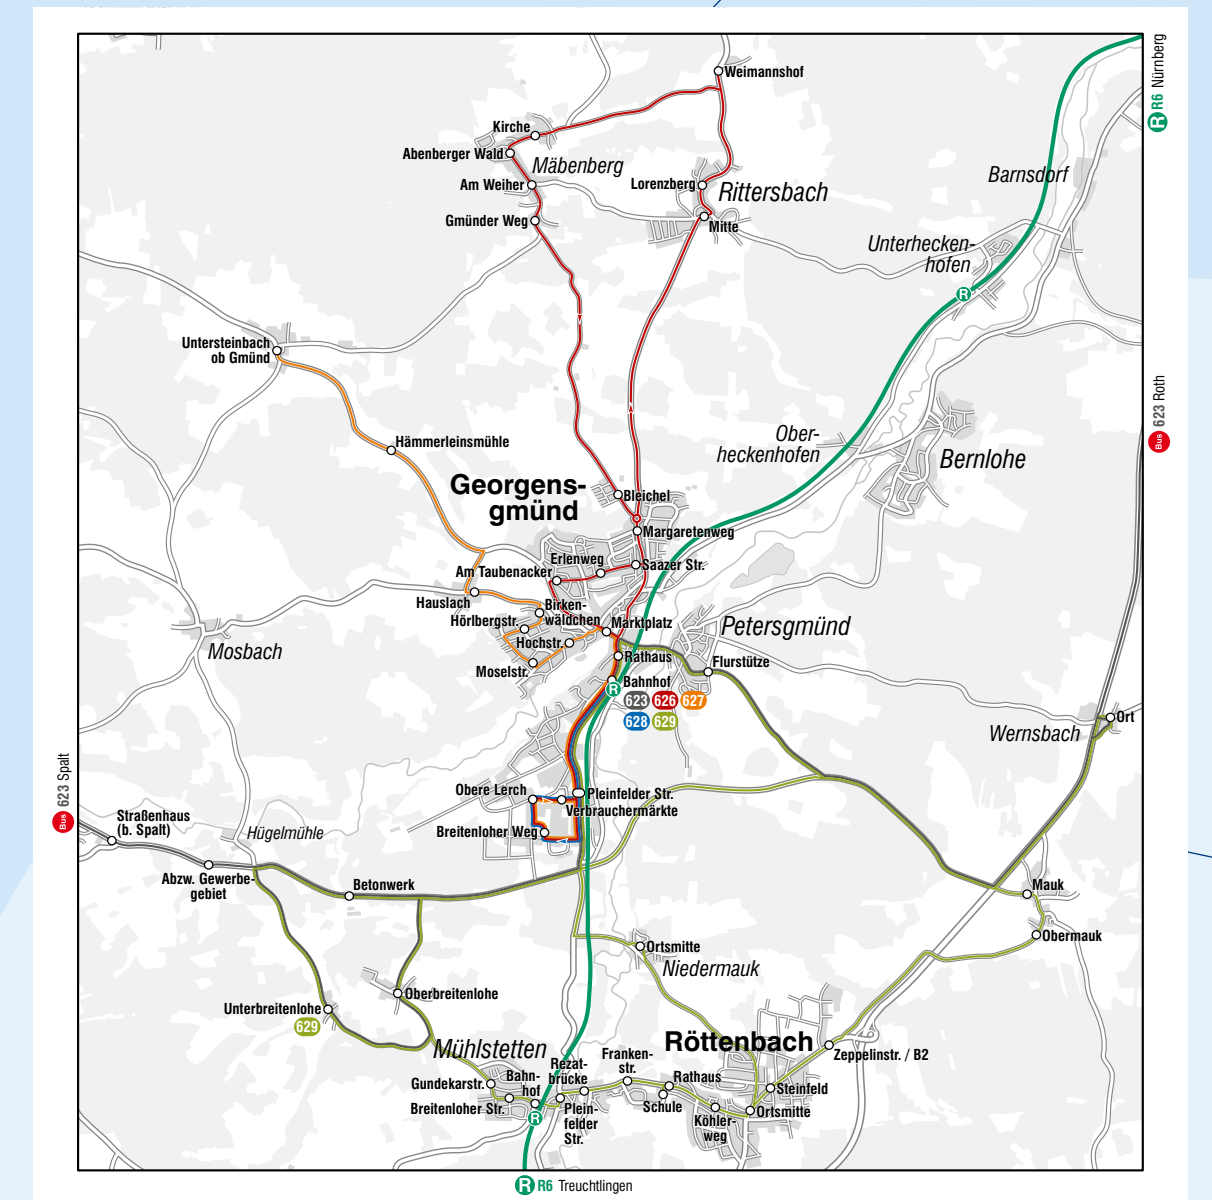 R R6 Nürnberg
Weimannshof
Kirche
Abenberger Wald
Mäbenberg
Am Weiher
Lorenzberg
Rittersbach
Gmünder Weg
Mitte
Barnsdorf
Unterhecken-
hofen
R
Untersteinbach
ob Gmünd
Hämmerleinsmühle
Bus 623 Roth
Ober-
heckenhofen
Bernlohe
Georgens-
gmünd
Bleichel
Margaretenweg
Erlenweg
Saazer Str.
Am Taubenacker
Hauslach
Birken-
wäldchen
Hörlbergstr.
Marktplatz
Hochstr.
Moselstr.
Petersgmünd
Mosbach
Rathaus
Flurstütze
Bahnhof
R
623 626 627
628 629
Ort
Wernsbach
Bus 623 Spalt
Obere Lerch
Pleinfelder Str.
Verbrauchermärkte
Breitenloher Weg
Straßenhaus
(b. Spalt)
Hügelmühle
Abzw. Gewerbe-
gebiet
Betonwerk
Mauk
Obermauk
Ortsmitte
Niedermauk
Oberbreitenlohe
Unterbreitenlohe
629
Mühlstetten
Röttenbach
Zeppelinstr. / B2
Gundekarstr.
Bahn-
hof
Rezat-
brücke
Franken-
str.
Rathaus
Steinfeld
Breitenloher Str.
R
Plein-
felder
Str.
Schule
Köhler-
weg
Ortsmitte
R R6 Treuchtlingen